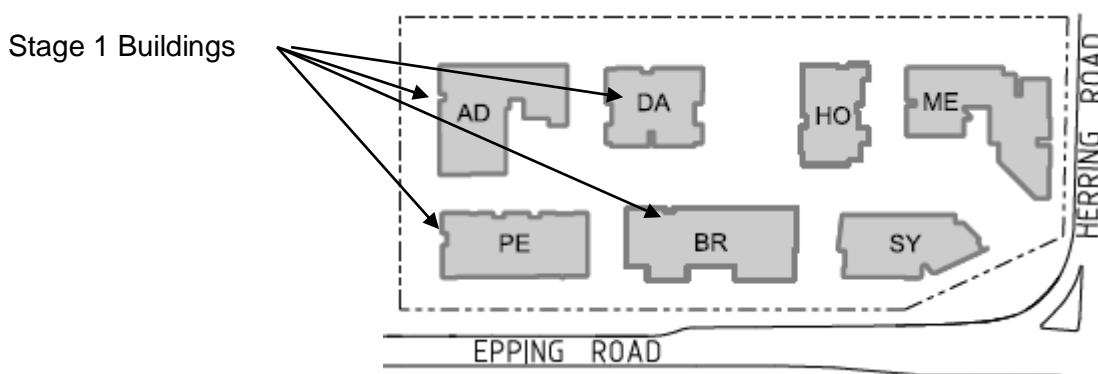 Stage 1 Buildings
AD
DA
HO
ME
PE
BR
SY
HERRING ROAD
EPPING ROAD